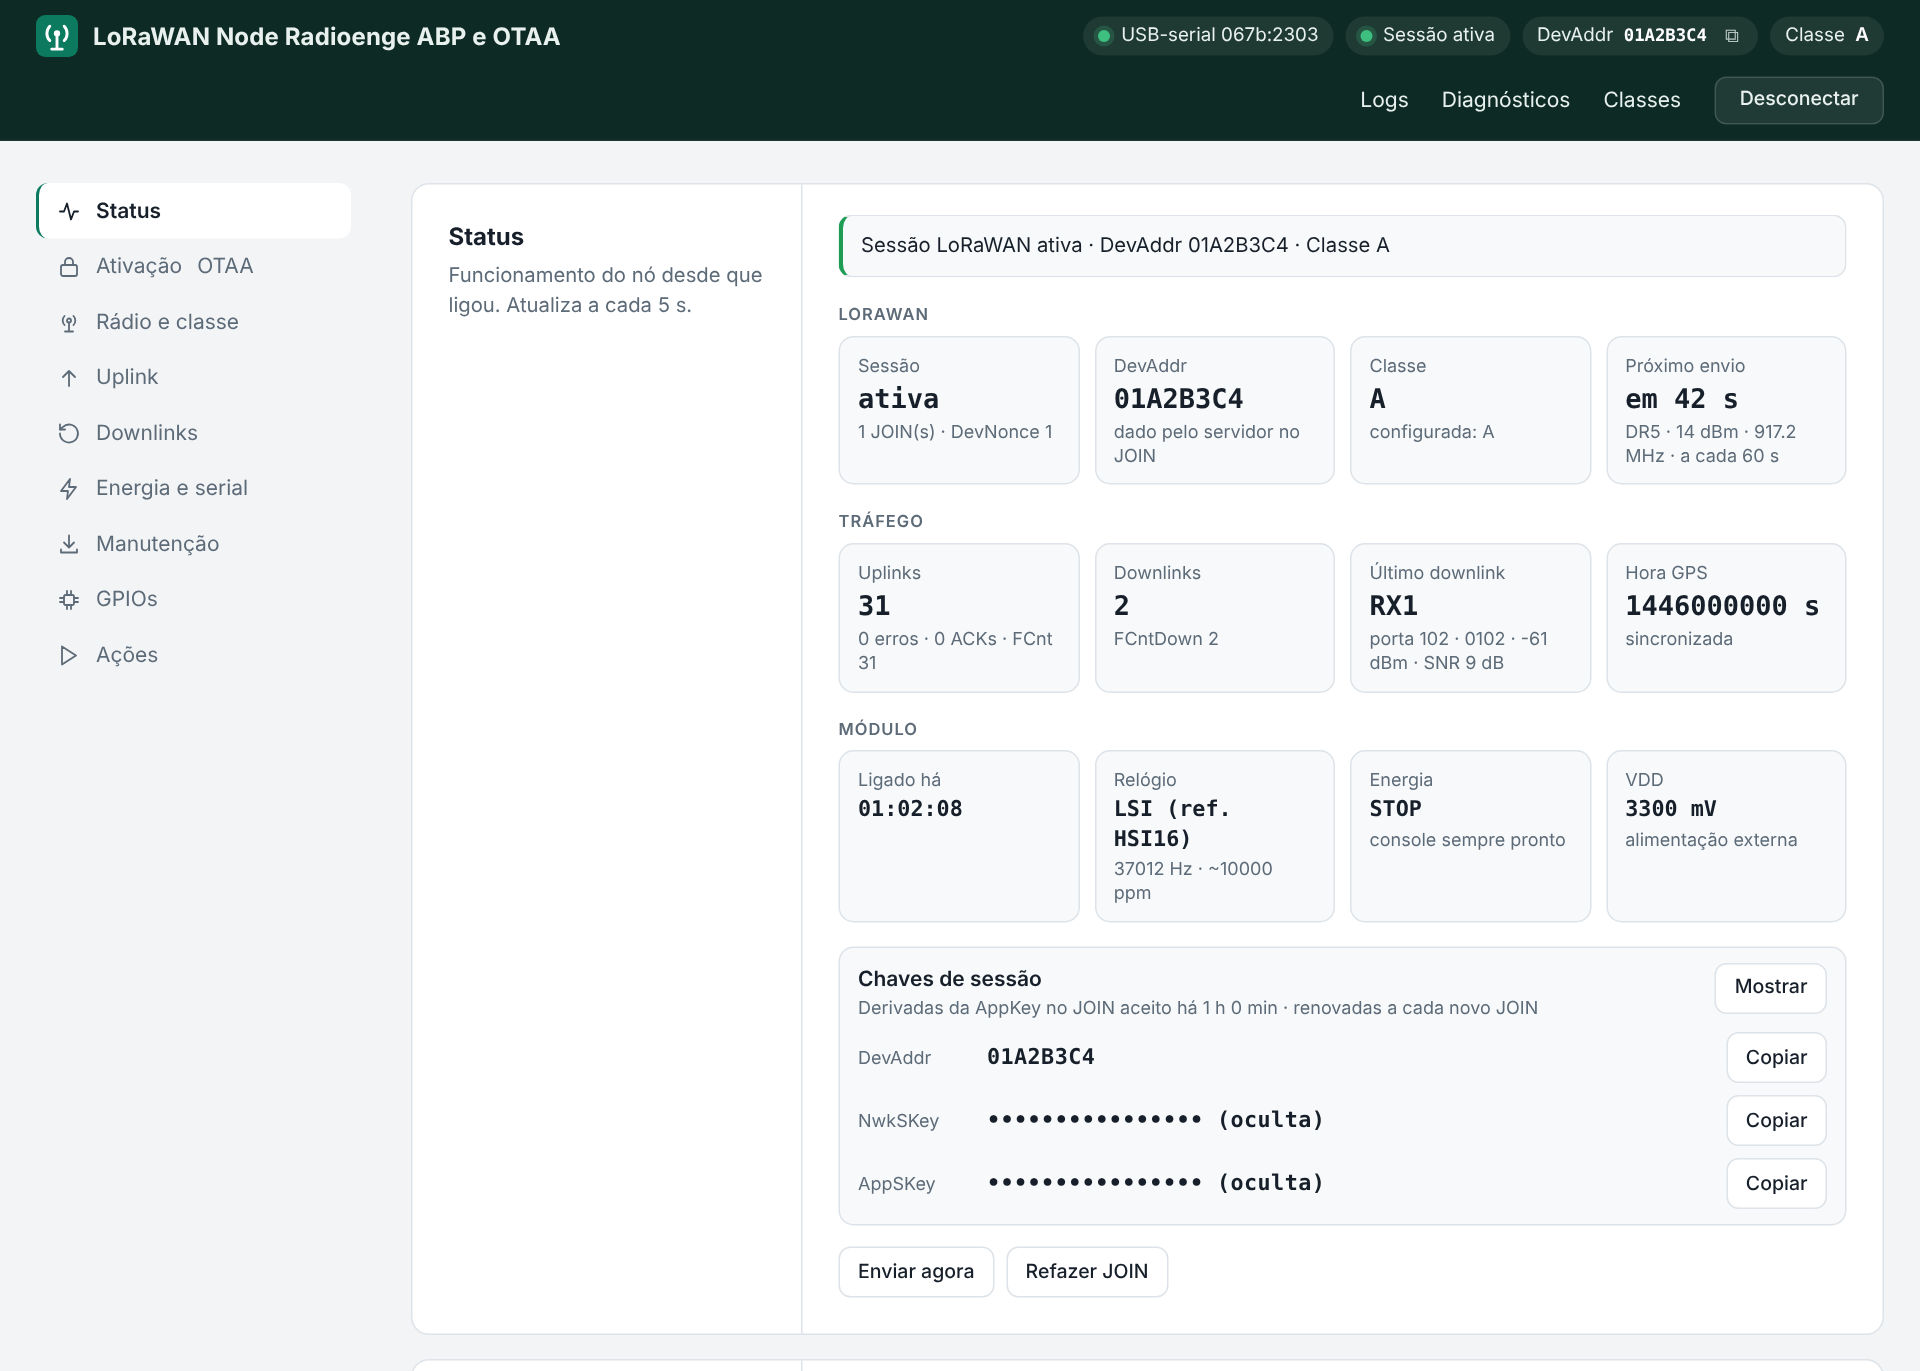 LoRaWAN Node Radioenge ABP e OTAA
USB-serial 067b:2303
Sessão ativa
DevAddr 01A2B3C4
Classe A
Logs
Diagnósticos
Classes
Desconectar
Status
Ativação OTAA
Rádio e classe
Uplink
Downlinks
Energia e serial
Manutenção
GPIOs
Ações
Status
Funcionamento do nó desde que
ligou. Atualiza a cada 5 s.
Sessão LoRaWAN ativa · DevAddr 01A2B3C4 · Classe A
LORAWAN
Sessão
ativa
1 JOIN(s) · DevNonce 1
DevAddr
01A2B3C4
dado pelo servidor no
JOIN
Classe
A
configurada: A
Próximo envio
em 42 s
DR5 · 14 dBm · 917.2
MHz · a cada 60 s
TRÁFEGO
Uplinks
31
0 erros · 0 ACKs · FCnt
31
Downlinks
2
FCntDown 2
Último downlink
RX1
porta 102 · 0102 · -61
dBm · SNR 9 dB
Hora GPS
1446000000 s
sincronizada
MÓDULO
Ligado há
01:02:08
Relógio
LSI (ref.
HSI16)
37012 Hz · ~10000
ppm
Energia
STOP
console sempre pronto
VDD
3300 mV
alimentação externa
Chaves de sessão
Derivadas da AppKey no JOIN aceito há 1 h 0 min · renovadas a cada novo JOIN
Mostrar
DevAddr 01A2B3C4 Copiar
NwkSKey •••••••••••••••• (oculta) Copiar
AppSKey •••••••••••••••• (oculta) Copiar
Enviar agora
Refazer JOIN